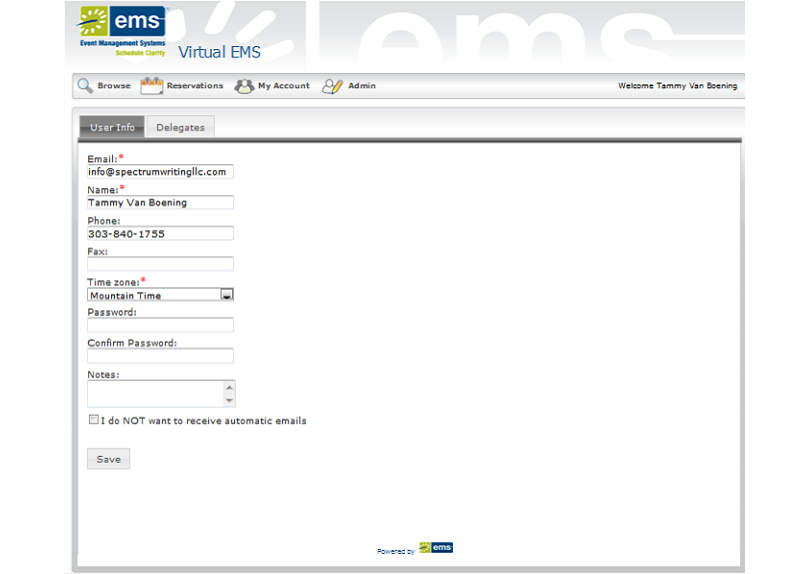 ems
Event Management Systems
Schedule Clarity
Virtual EMS
ems
Browse Reservations My Account Admin Welcome Tammy Van Boening
User Info Delegates
Email:*
info@spectrumwritingllc.com
Name:*
Tammy Van Boening
Phone:
303-840-1755
Fax:
Time zone:*
Mountain Time
Password:
Confirm Password:
Notes:
I do NOT want to receive automatic emails
Save
Powered by ems